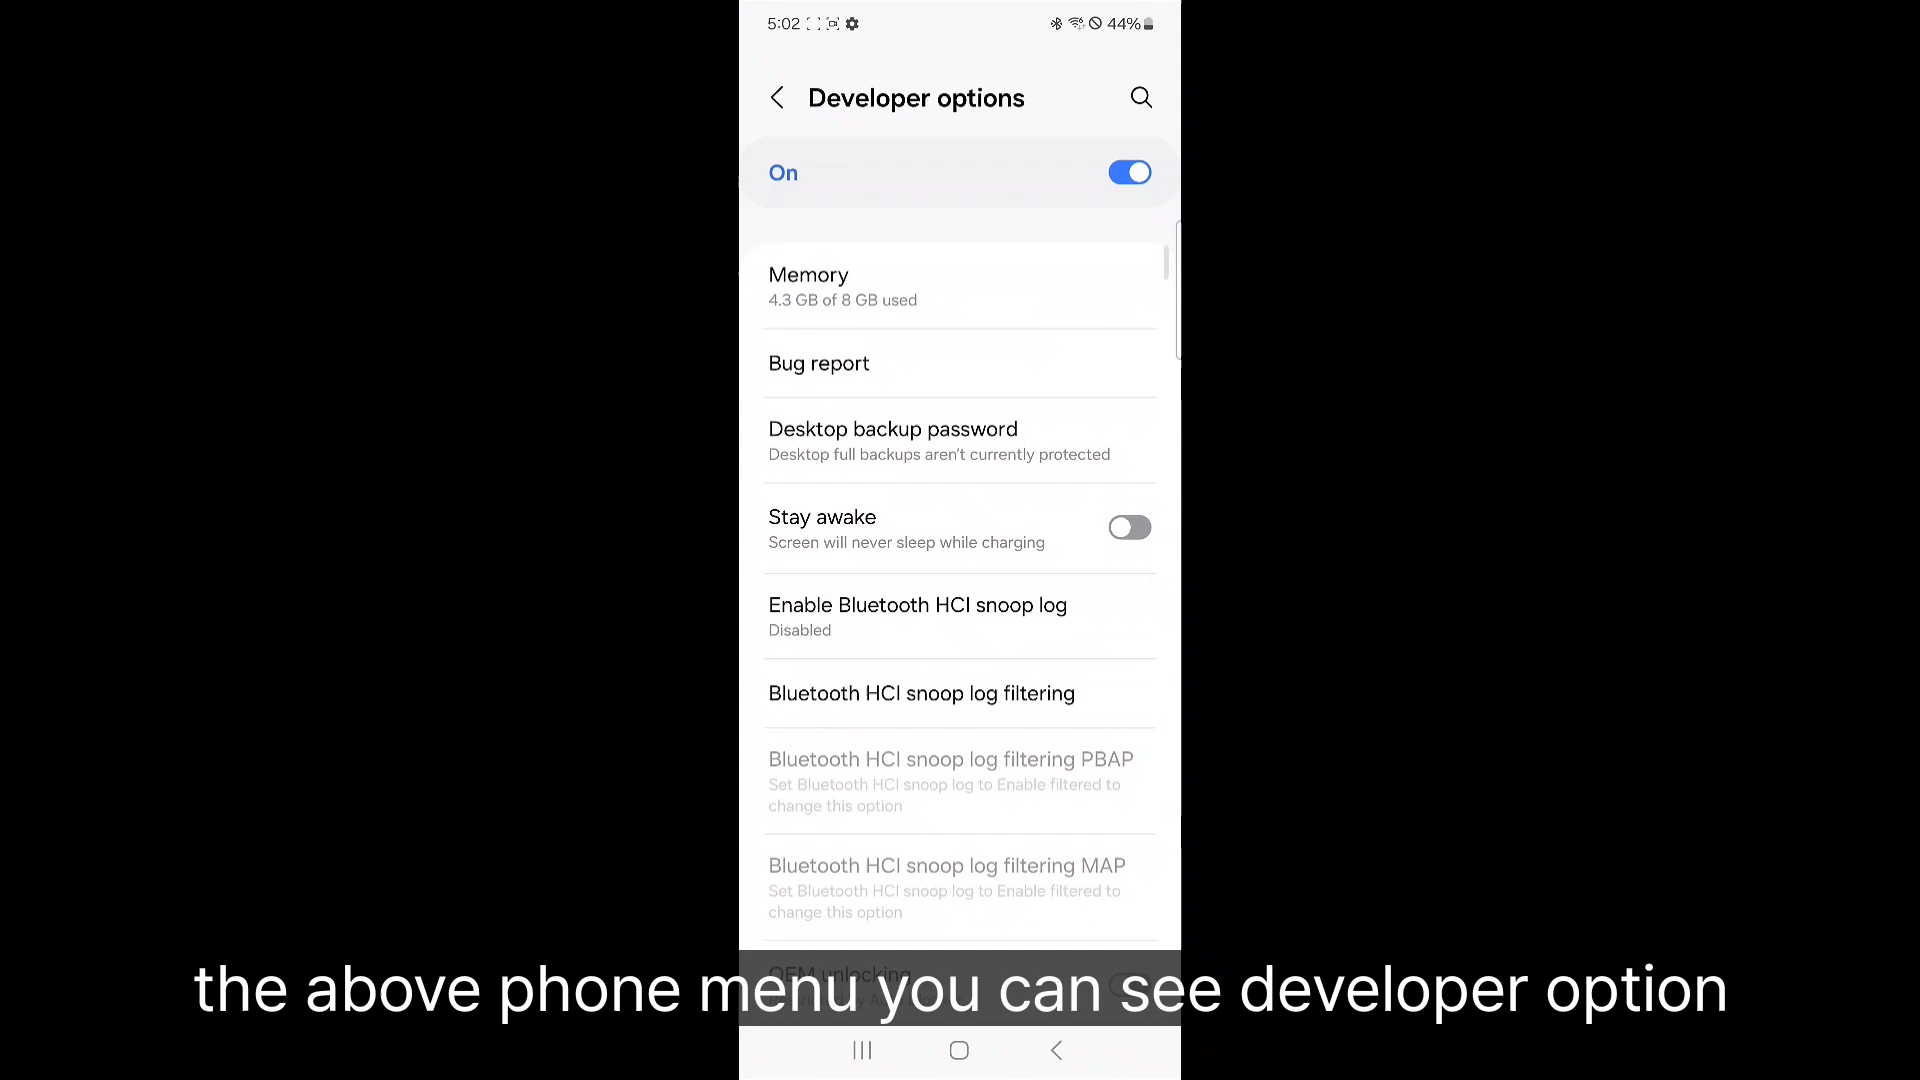 5:02 44%
Developer options
On
Memory
4.3 GB of 8 GB used
Bug report
Desktop backup password
Desktop full backups aren't currently protected
Stay awake
Screen will never sleep while charging
Enable Bluetooth HCI snoop log
Disabled
Bluetooth HCI snoop log filtering
Bluetooth HCI snoop log filtering PBAP
Set Bluetooth HCI snoop log to Enable filtered to
change this option
Bluetooth HCI snoop log filtering MAP
Set Bluetooth HCI snoop log to Enable filtered to
change this option
OEM unlocking
the above phone menu you can see developer option